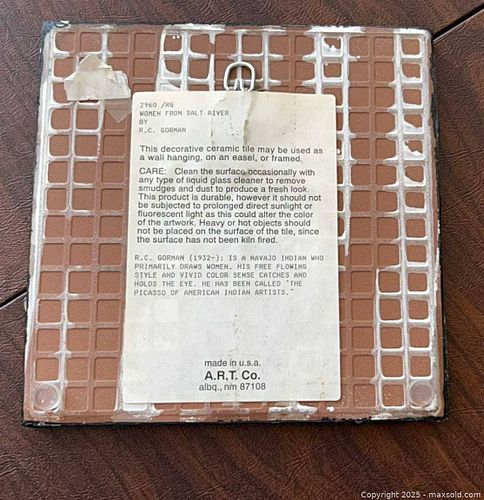 2960 /RG
WOMEN FROM SALT RIVER
BY
R.C. GORMAN
This decorative ceramic tile may be used as
a wall hanging, on an easel, or framed.
CARE: Clean the surface occasionally with
any type of liquid glass cleaner to remove
smudges and dust to produce a fresh look.
This product is durable, however it should not
be subjected to prolonged direct sunlight or
fluorescent light as this could alter the color
of the artwork. Heavy or hot objects should
not be placed on the surface of the tile, since
the surface has not been kiln fired.
R.C. GORMAN (1932-): IS A NAVAJO INDIAN WHO
PRIMARILY DRAWS WOMEN. HIS FREE FLOWING
STYLE AND VIVID COLOR SENSE CATCHES AND
HOLDS THE EYE. HE HAS BEEN CALLED "THE
PICASSO OF AMERICAN INDIAN ARTISTS."
made in u.s.a.
A.R.T. Co.
albq., nm 87108
Copyright © 2025 - maxsold.com